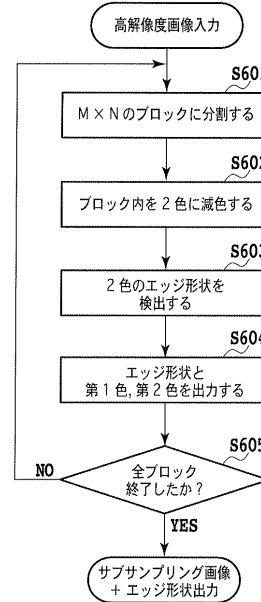 高解像度画像入力
S601
M×Nのブロックに分割する
S602
ブロック内を2色に減色する
S603
2色のエッジ形状を
検出する
S604
エッジ形状と
第1色,第2色を出力する
S605
全ブロック
終了したか?
NO
YES
サブサンプリング画像
+エッジ形状出力